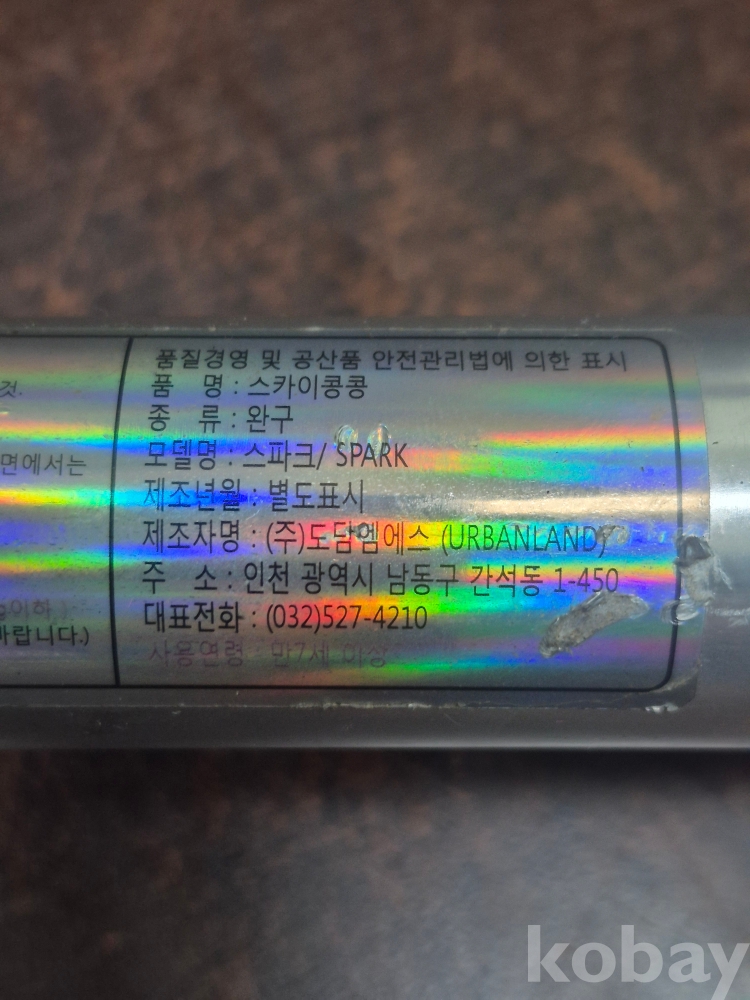 품질경영 및 공산품 안전관리법에 의한 표시
품 명 : 스카이콩콩
종 류 : 완구
모델명 : 스파크/ SPARK
제조년월 : 별도표시
제조자명 : (주)도담엠에스 (URBANLAND)
주 소 : 인천 광역시 남동구 간석동 1-450
대표전화 : (032)527-4210
사용연령 : 만7세 이상
것.
면에서는
이하.)
바랍니다.)
kobay